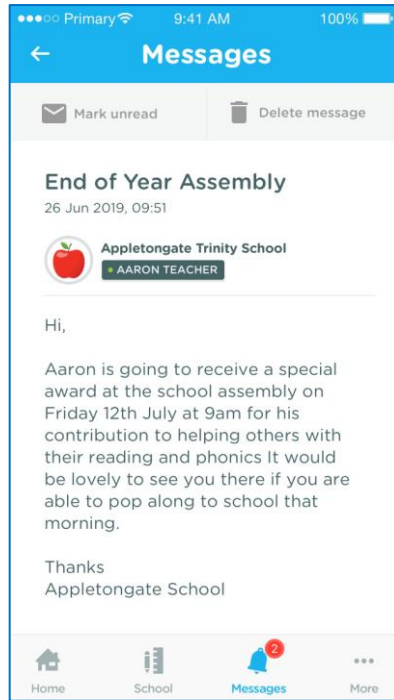 Primary 9:41 AM 100%
Messages
Mark unread Delete message
End of Year Assembly
26 Jun 2019, 09:51
Appletongate Trinity School
AARON TEACHER
Hi,
Aaron is going to receive a special
award at the school assembly on
Friday 12th July at 9am for his
contribution to helping others with
their reading and phonics It would
be lovely to see you there if you are
able to pop along to school that
morning.
Thanks
Appletongate School
2
Home School Messages More